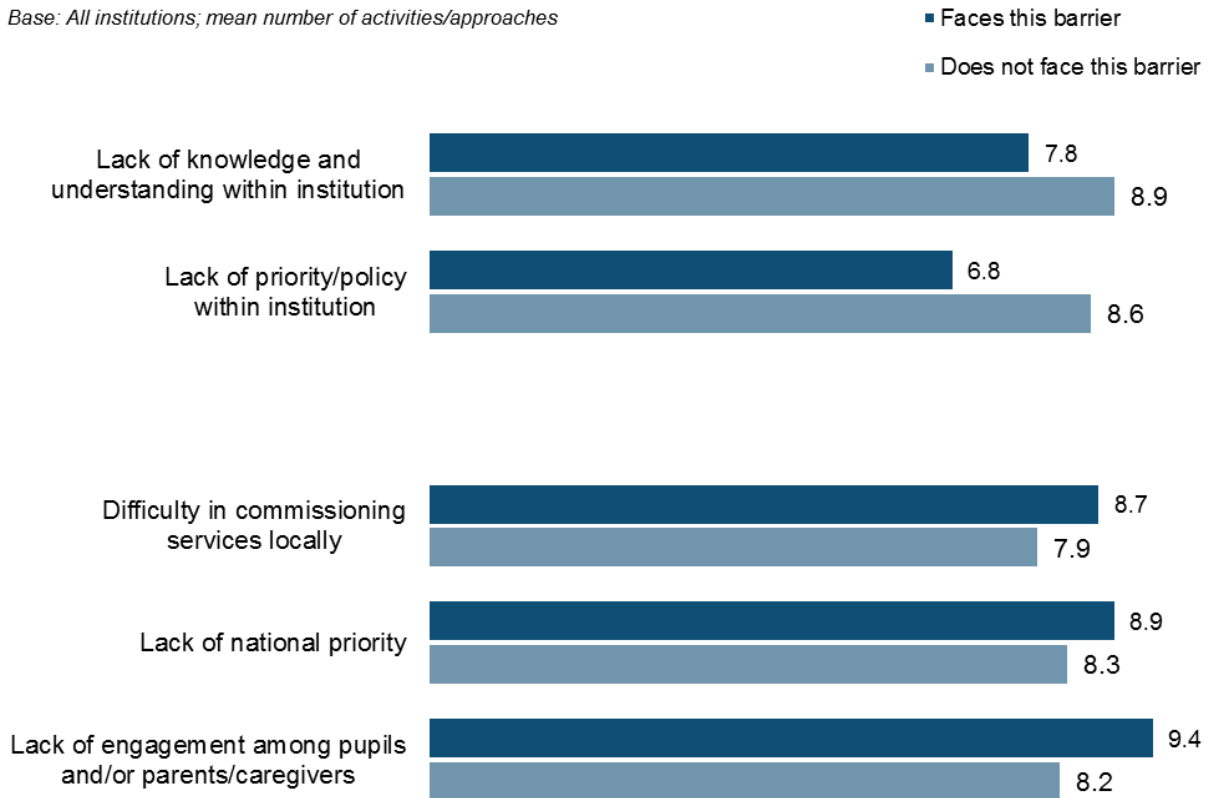 Base: All institutions; mean number of activities/approaches
Faces this barrier
Does not face this barrier
Lack of knowledge and
understanding within institution
7.8
8.9
Lack of priority/policy
within institution
6.8
8.6
Difficulty in commissioning
services locally
8.7
7.9
Lack of national priority
8.9
8.3
Lack of engagement among pupils
and/or parents/caregivers
9.4
8.2